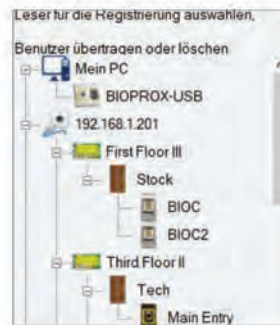 Leser für die Registrierung auswählen,
Benutzer übertragen oder löschen
Mein PC
BIOPROX-USB
192.168.1.201
First Floor III
Stock
BIOC
BIOC2
Third Floor II
Tech
Main Entry